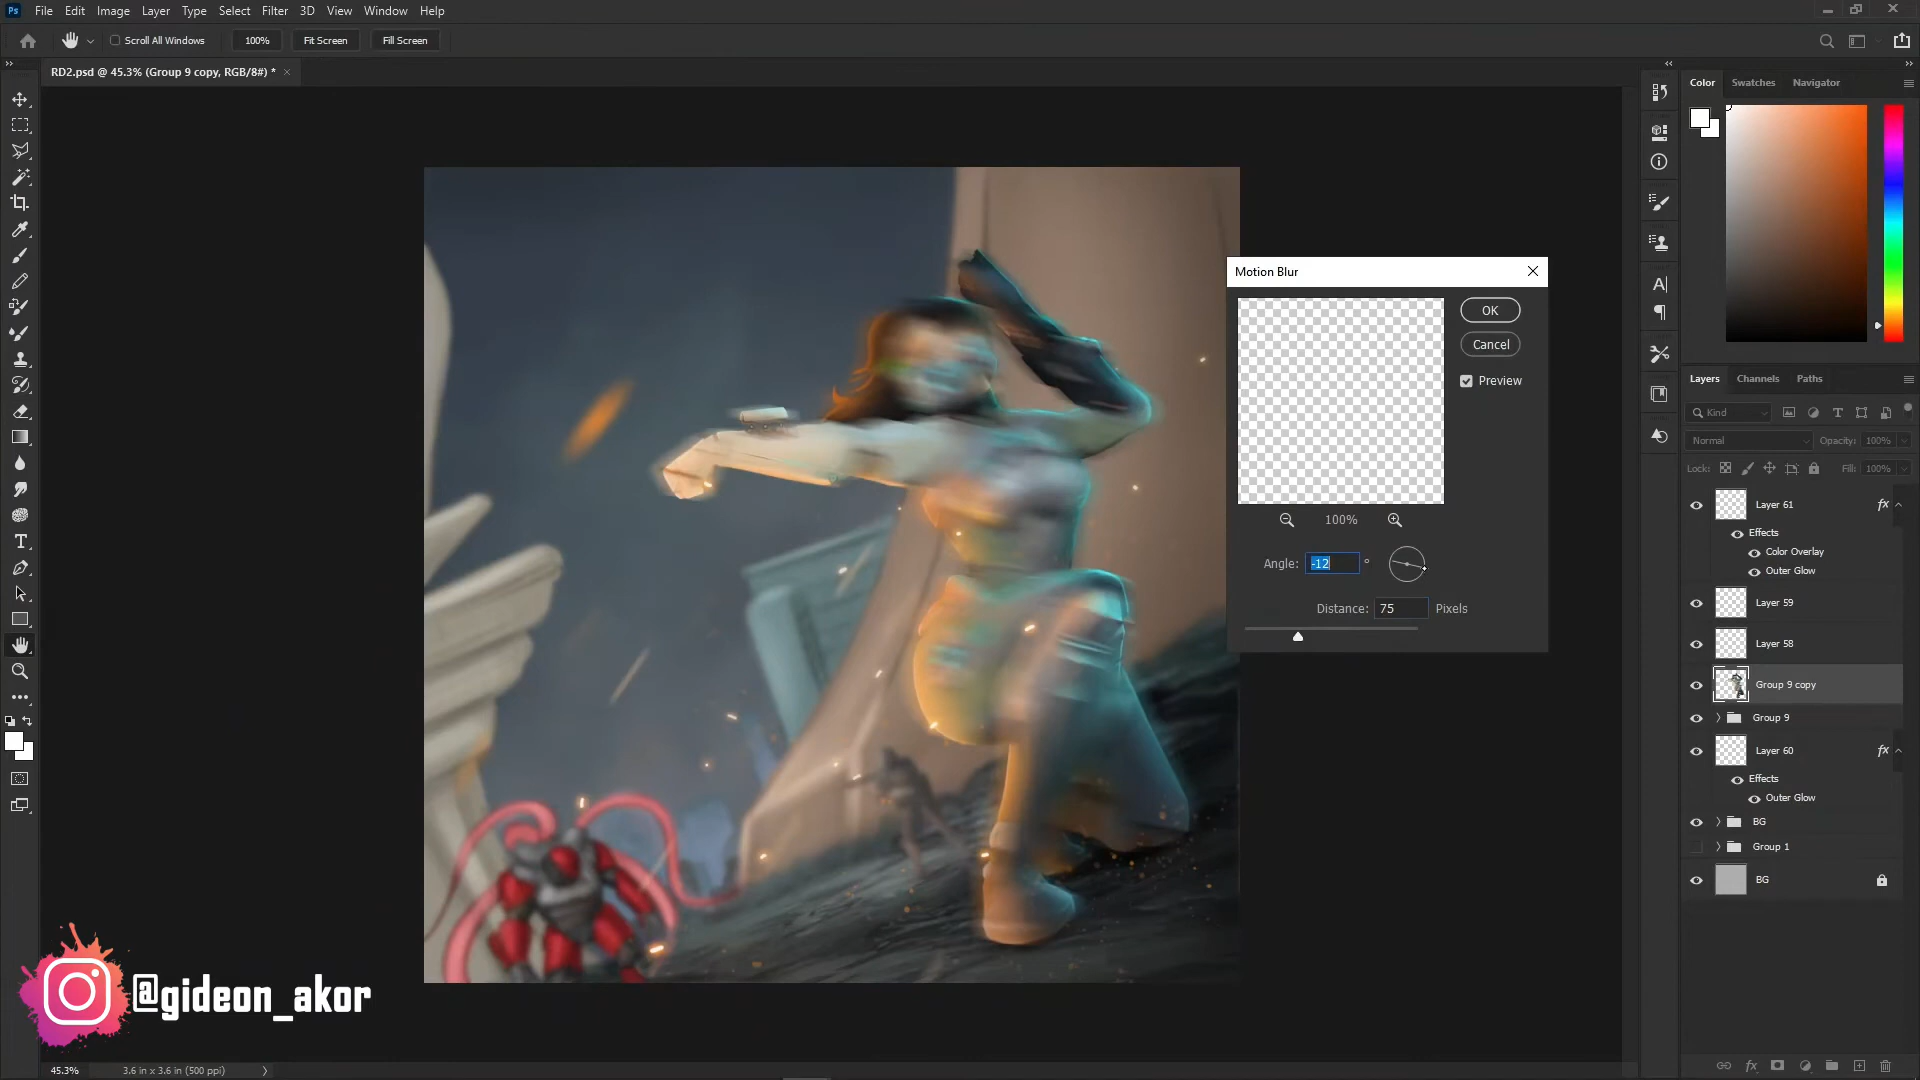 Ps File Edit Image Layer Type Select Filter 3D View Window Help
Scroll All Windows 100% Fit Screen Fill Screen
RD2.psd @ 45.3% (Group 9 copy, RGB/8#) * ×
Color Swatches Navigator
Motion Blur
OK
Cancel
Preview
100%
Angle: -12 °
Distance: 75 Pixels
Layers Channels Paths
Kind
Normal Opacity: 100%
Lock: Fill: 100%
Layer 61 fx
Effects
Color Overlay
Outer Glow
Layer 59
Layer 58
Group 9 copy
Group 9
Layer 60 fx
Effects
Outer Glow
BG
Group 1
BG
@gideon_akor
45.3% 3.6 in x 3.6 in (500 ppi)